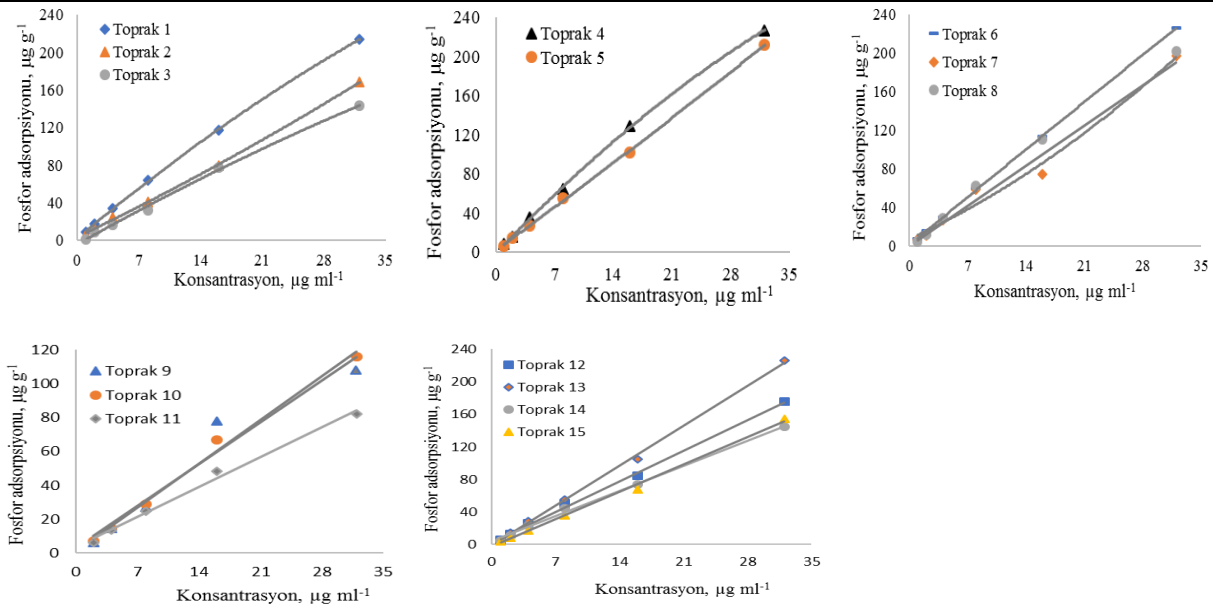 Fosfor adsorpsiyonu, µg g⁻¹
240
200
160
120
80
40
0
Toprak 1
Toprak 2
Toprak 3
0 7 14 21 28 35
Konsantrasyon, µg ml⁻¹
Fosfor adsorpsiyonu, µg g⁻¹
240
200
160
120
80
40
0
Toprak 4
Toprak 5
0 7 14 21 28 35
Konsantrasyon, µg ml⁻¹
Fosfor adsorpsiyonu, µg g⁻¹
240
200
160
120
80
40
0
Toprak 6
Toprak 7
Toprak 8
0 7 14 21 28 35
Konsantrasyon, µg ml⁻¹
Fosfor adsorpsiyonu, µg g⁻¹
120
100
80
60
40
20
0
Toprak 9
Toprak 10
Toprak 11
0 7 14 21 28 35
Konsantrasyon, µg ml⁻¹
Fosfor adsorpsiyonu, µg g⁻¹
240
200
160
120
80
40
0
Toprak 12
Toprak 13
Toprak 14
Toprak 15
0 7 14 21 28 35
Konsantrasyon, µg ml⁻¹